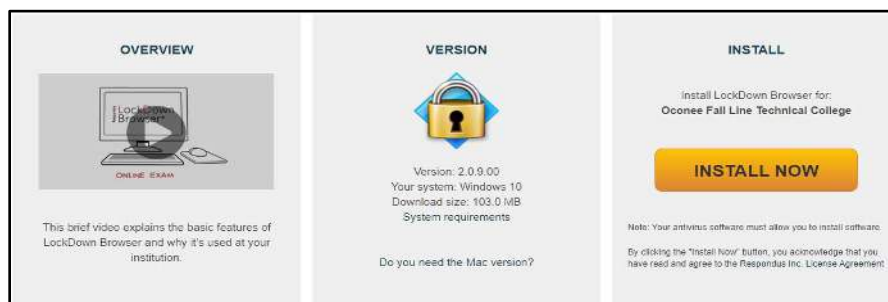 OVERVIEW
LockDown
Browser
ONLINE EXAM
This brief video explains the basic features of
LockDown Browser and why it's used at your
institution.
VERSION
Version: 2.0.9.00
Your system: Windows 10
Download size: 103.0 MB
System requirements
Do you need the Mac version?
INSTALL
Install LockDown Browser for:
Oconee Fall Line Technical College
INSTALL NOW
Note: Your antivirus software must allow you to install software.
By clicking the "Install Now" button, you acknowledge that you
have read and agree to the Respondus Inc. License Agreement